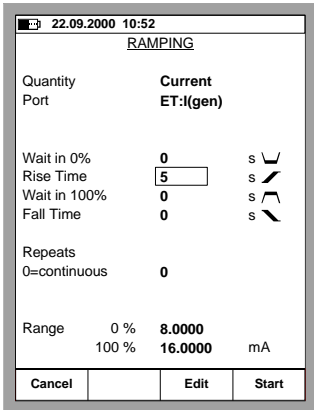 22.09.2000 10:52
RAMPING
Quantity Current
Port ET:I(gen)
Wait in 0% 0 s
Rise Time 5 s
Wait in 100% 0 s
Fall Time 0 s
Repeats
0=continuous 0
Range 0 % 8.0000
100 % 16.0000 mA
Cancel Edit Start